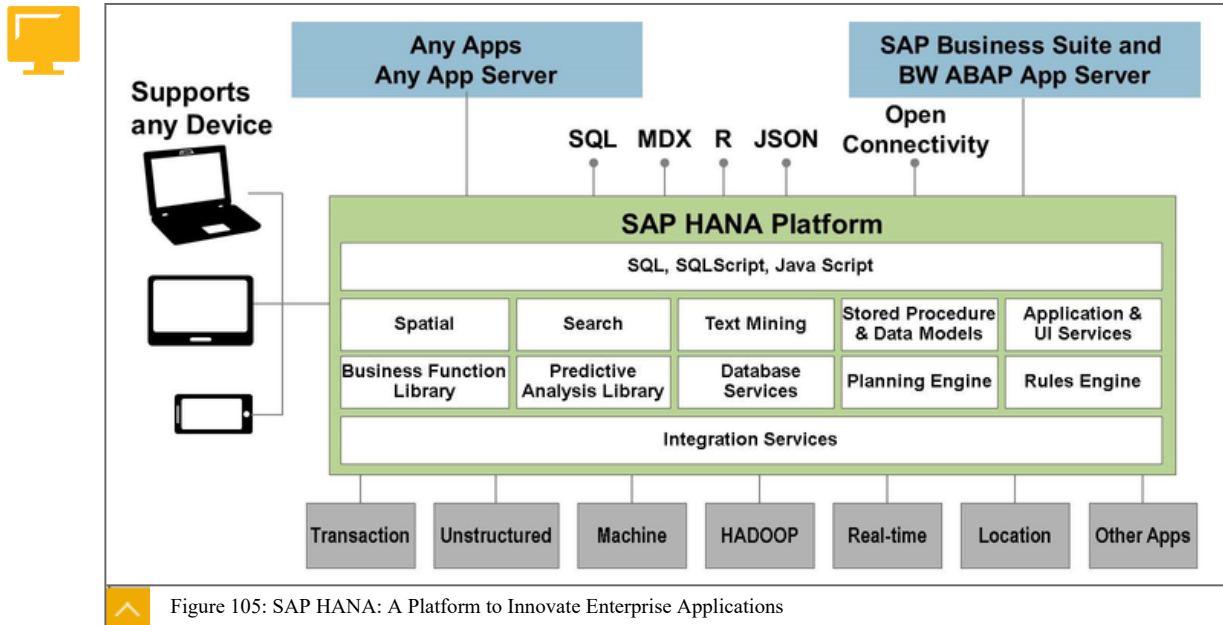 Any Apps
Any App Server
SAP Business Suite and
BW ABAP App Server
Supports
any Device
SQL MDX R JSON
Open
Connectivity
SAP HANA Platform
SQL, SQLScript, Java Script
Spatial
Search
Text Mining
Stored Procedure
& Data Models
Application &
UI Services
Business Function
Library
Predictive
Analysis Library
Database
Services
Planning Engine
Rules Engine
Integration Services
Transaction
Unstructured
Machine
HADOOP
Real-time
Location
Other Apps
Figure 105: SAP HANA: A Platform to Innovate Enterprise Applications